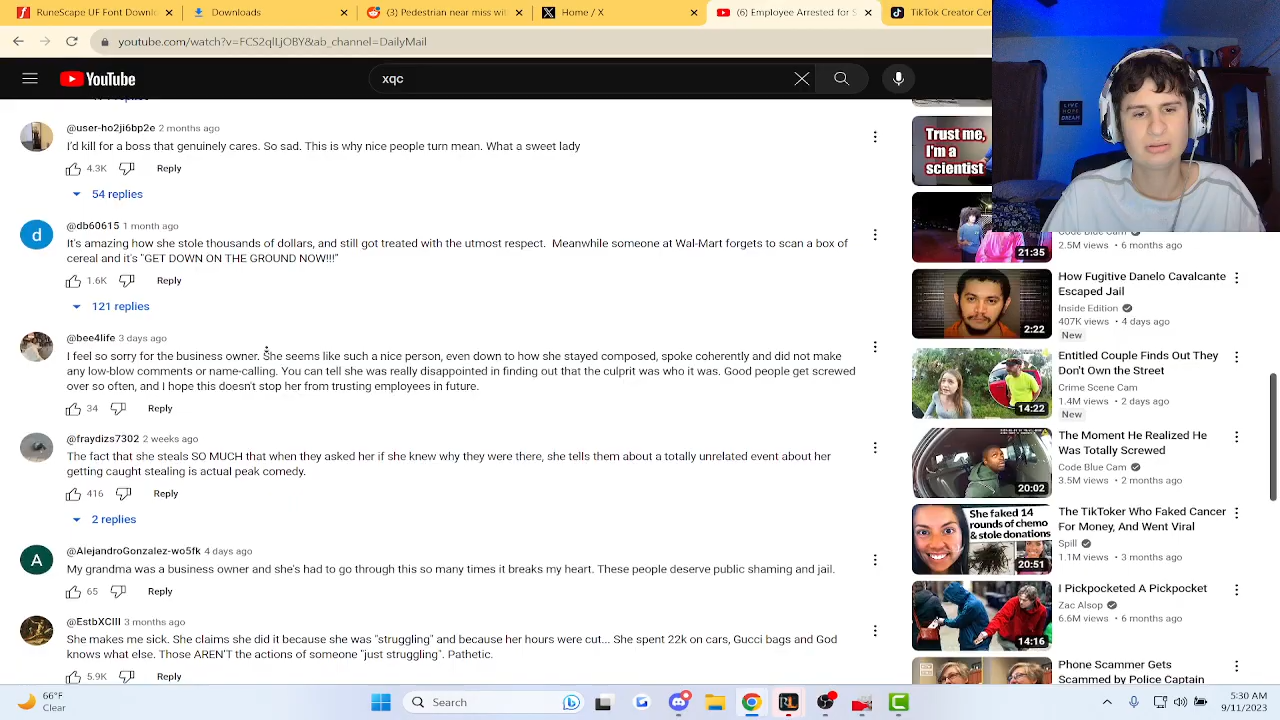 RuneScape UI Font Downloads
Downloads
(3) Pedestrian near miss wit
Home / X
(6) Employee Arrested for S
TikTok Creator Ce
youtube.com/watch?v=FCS2qlUjC
&ab_channel=DailyMail
YouTube
xqc
@user-ho2ji6bp2e 2 months ago
I'd kill for a boss that genuinely cares. So sad. This is why nice people turn mean. What a sweet lady
4.3K
Reply
54 replies
@db60615 1 month ago
It's amazing how she stole thousands of dollars and still got treated with the utmost respect. Meanwhile someone at Wal-Mart forgets to scan a box of
cereal and it's "GET DOWN ON THE GROUND NOW!"
1.6K
Reply
121 replies
@bee4life 3 days ago
I feel so sorry for the business owner. She seems like such a nice person, even down to how she stayed composed, spoke coherently and did not make
any low-blow comments or name-calling. You can tell she was really disappointed in finding out that the culprit was who it was. Good people get screwed
over so often, and I hope this doesn't stop her from trusting employees in future.
34
Reply
@fraydizs7302 2 weeks ago
The fact that she steals SO MUCH that when they ask her if she knew why they were there, she tells them about a totally unrelated event about her
getting caught stealing is actual peak comedy.
416
Reply
2 replies
@AlejandroGonzalez-wo5fk 4 days ago
My grandma was a business owner and she's had to go through this so many times it breaks my heart. These people deserve public shaming and jail.
65
Reply
@EstbXCIII 3 months ago
She makes me sick. She claims she did it because she was "struggling" and because her hours were cut... She spent 22k on cars, Gucci bags and God
knows what else. Those AREN'T the actions of someone "just struggling". Pathetic.
5.9K
Reply
Trust me,
I'm a
scientist
LIVE
HOPE
DREAM
21:35
Code Blue Cam
2.5M views • 6 months ago
2:22
How Fugitive Danelo Cavalcante
Escaped Jail
Inside Edition
407K views • 4 days ago
New
14:22
Entitled Couple Finds Out They
Don't Own the Street
Crime Scene Cam
1.4M views • 2 days ago
New
20:02
The Moment He Realized He
Was Totally Screwed
Code Blue Cam
3.5M views • 2 months ago
She faked 14
rounds of chemo
& stole donations
20:51
The TikToker Who Faked Cancer
For Money, And Went Viral
Spill
1.1M views • 3 months ago
14:16
I Pickpocketed A Pickpocket
Zac Alsop
6.6M views • 6 months ago
Phone Scammer Gets
Scammed by Police Captain
66°F
Clear
Search
5:30 AM
9/11/2023